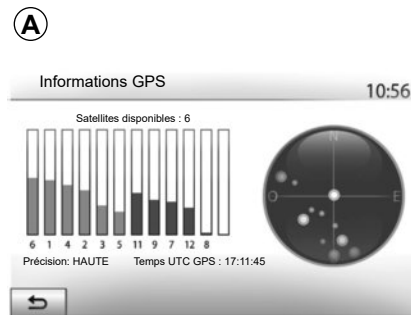 A
Informations GPS 10:56
Satellites disponibles : 6
N
O E
6 1 4 2 3 5 11 9 7 12 8
Précision: HAUTE Temps UTC GPS : 17:11:45